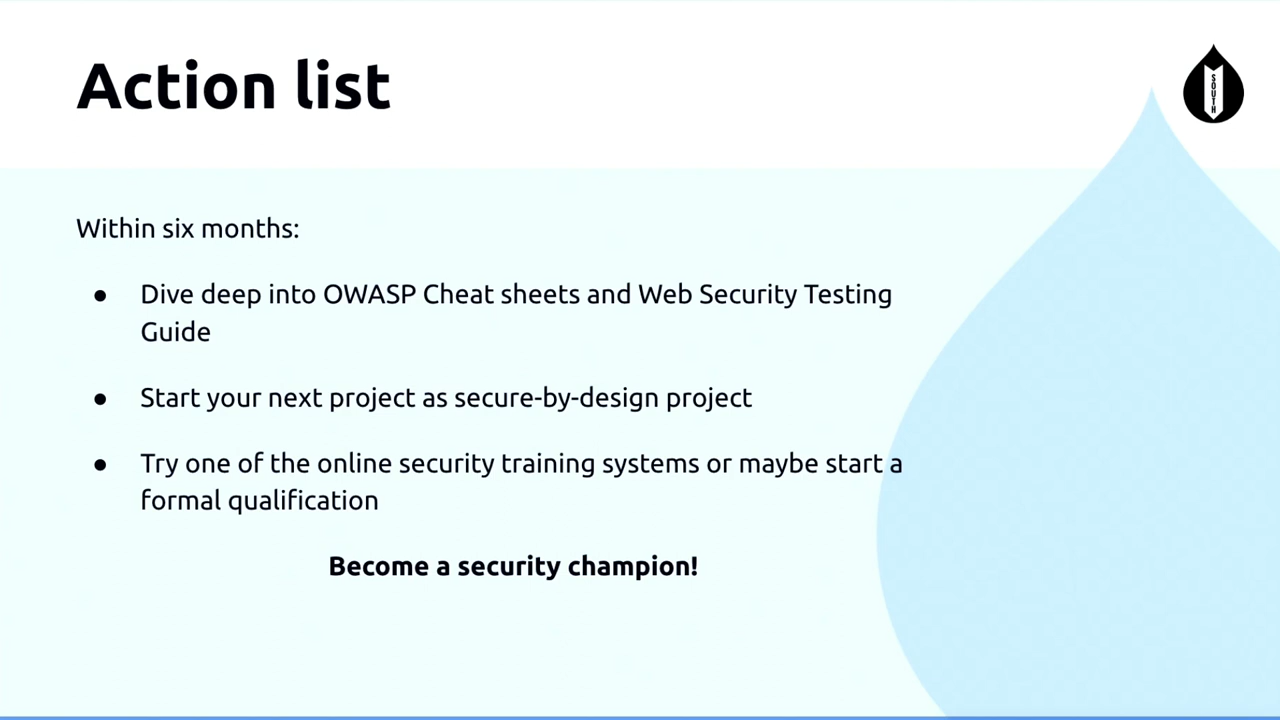 Action list
SOUTH
Within six months:
● Dive deep into OWASP Cheat sheets and Web Security Testing
Guide
● Start your next project as secure-by-design project
● Try one of the online security training systems or maybe start a
formal qualification
Become a security champion!